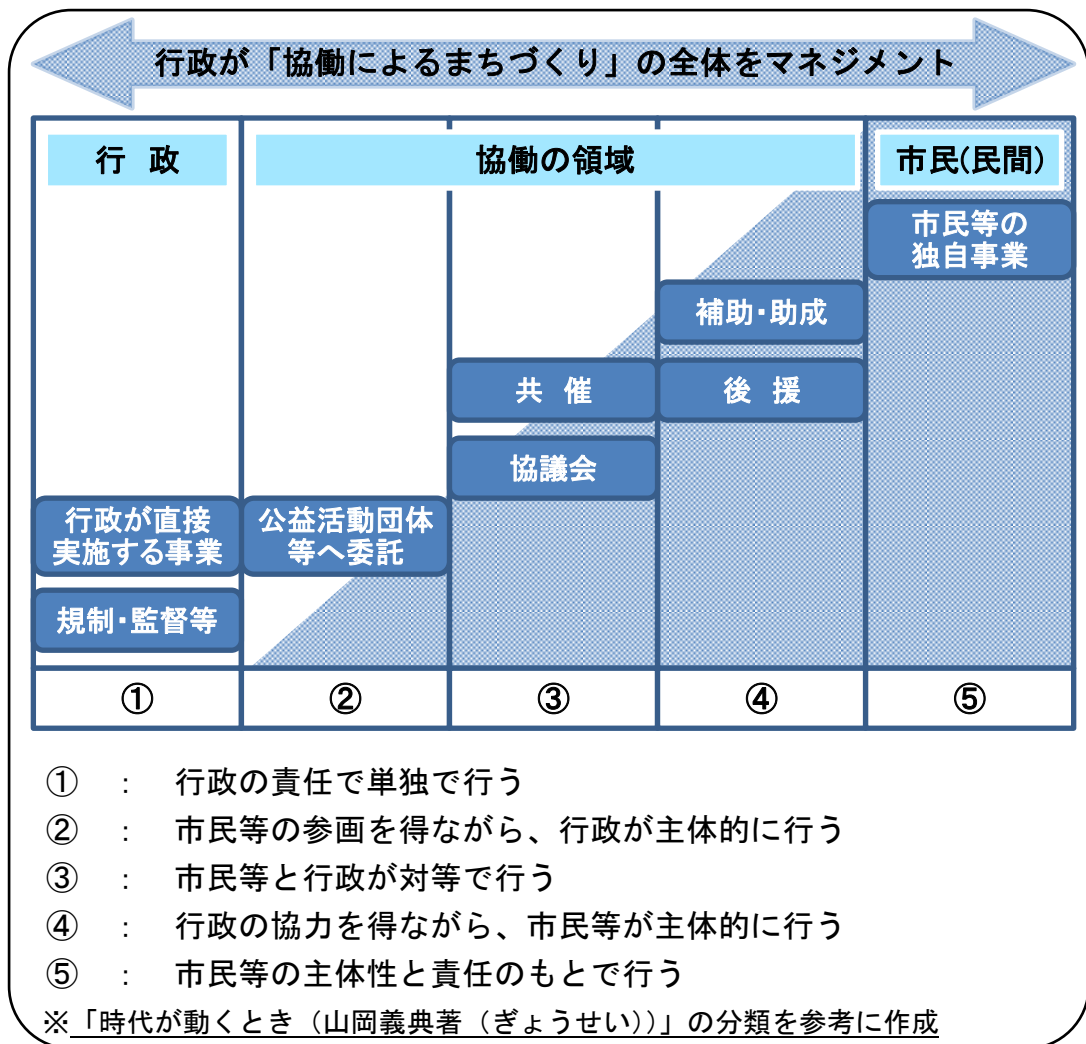 行政が「協働によるまちづくり」の全体をマネジメント
行 政
協働の領域
市民(民間)
市民等の
独自事業
補助・助成
共 催
後 援
協議会
行政が直接
実施する事業
公益活動団体
等へ委託
規制・監督等
①
②
③
④
⑤
① : 行政の責任で単独で行う
② : 市民等の参画を得ながら、行政が主体的に行う
③ : 市民等と行政が対等で行う
④ : 行政の協力を得ながら、市民等が主体的に行う
⑤ : 市民等の主体性と責任のもとで行う
※「時代が動くとき（山岡義典著（ぎょうせい））」の分類を参考に作成